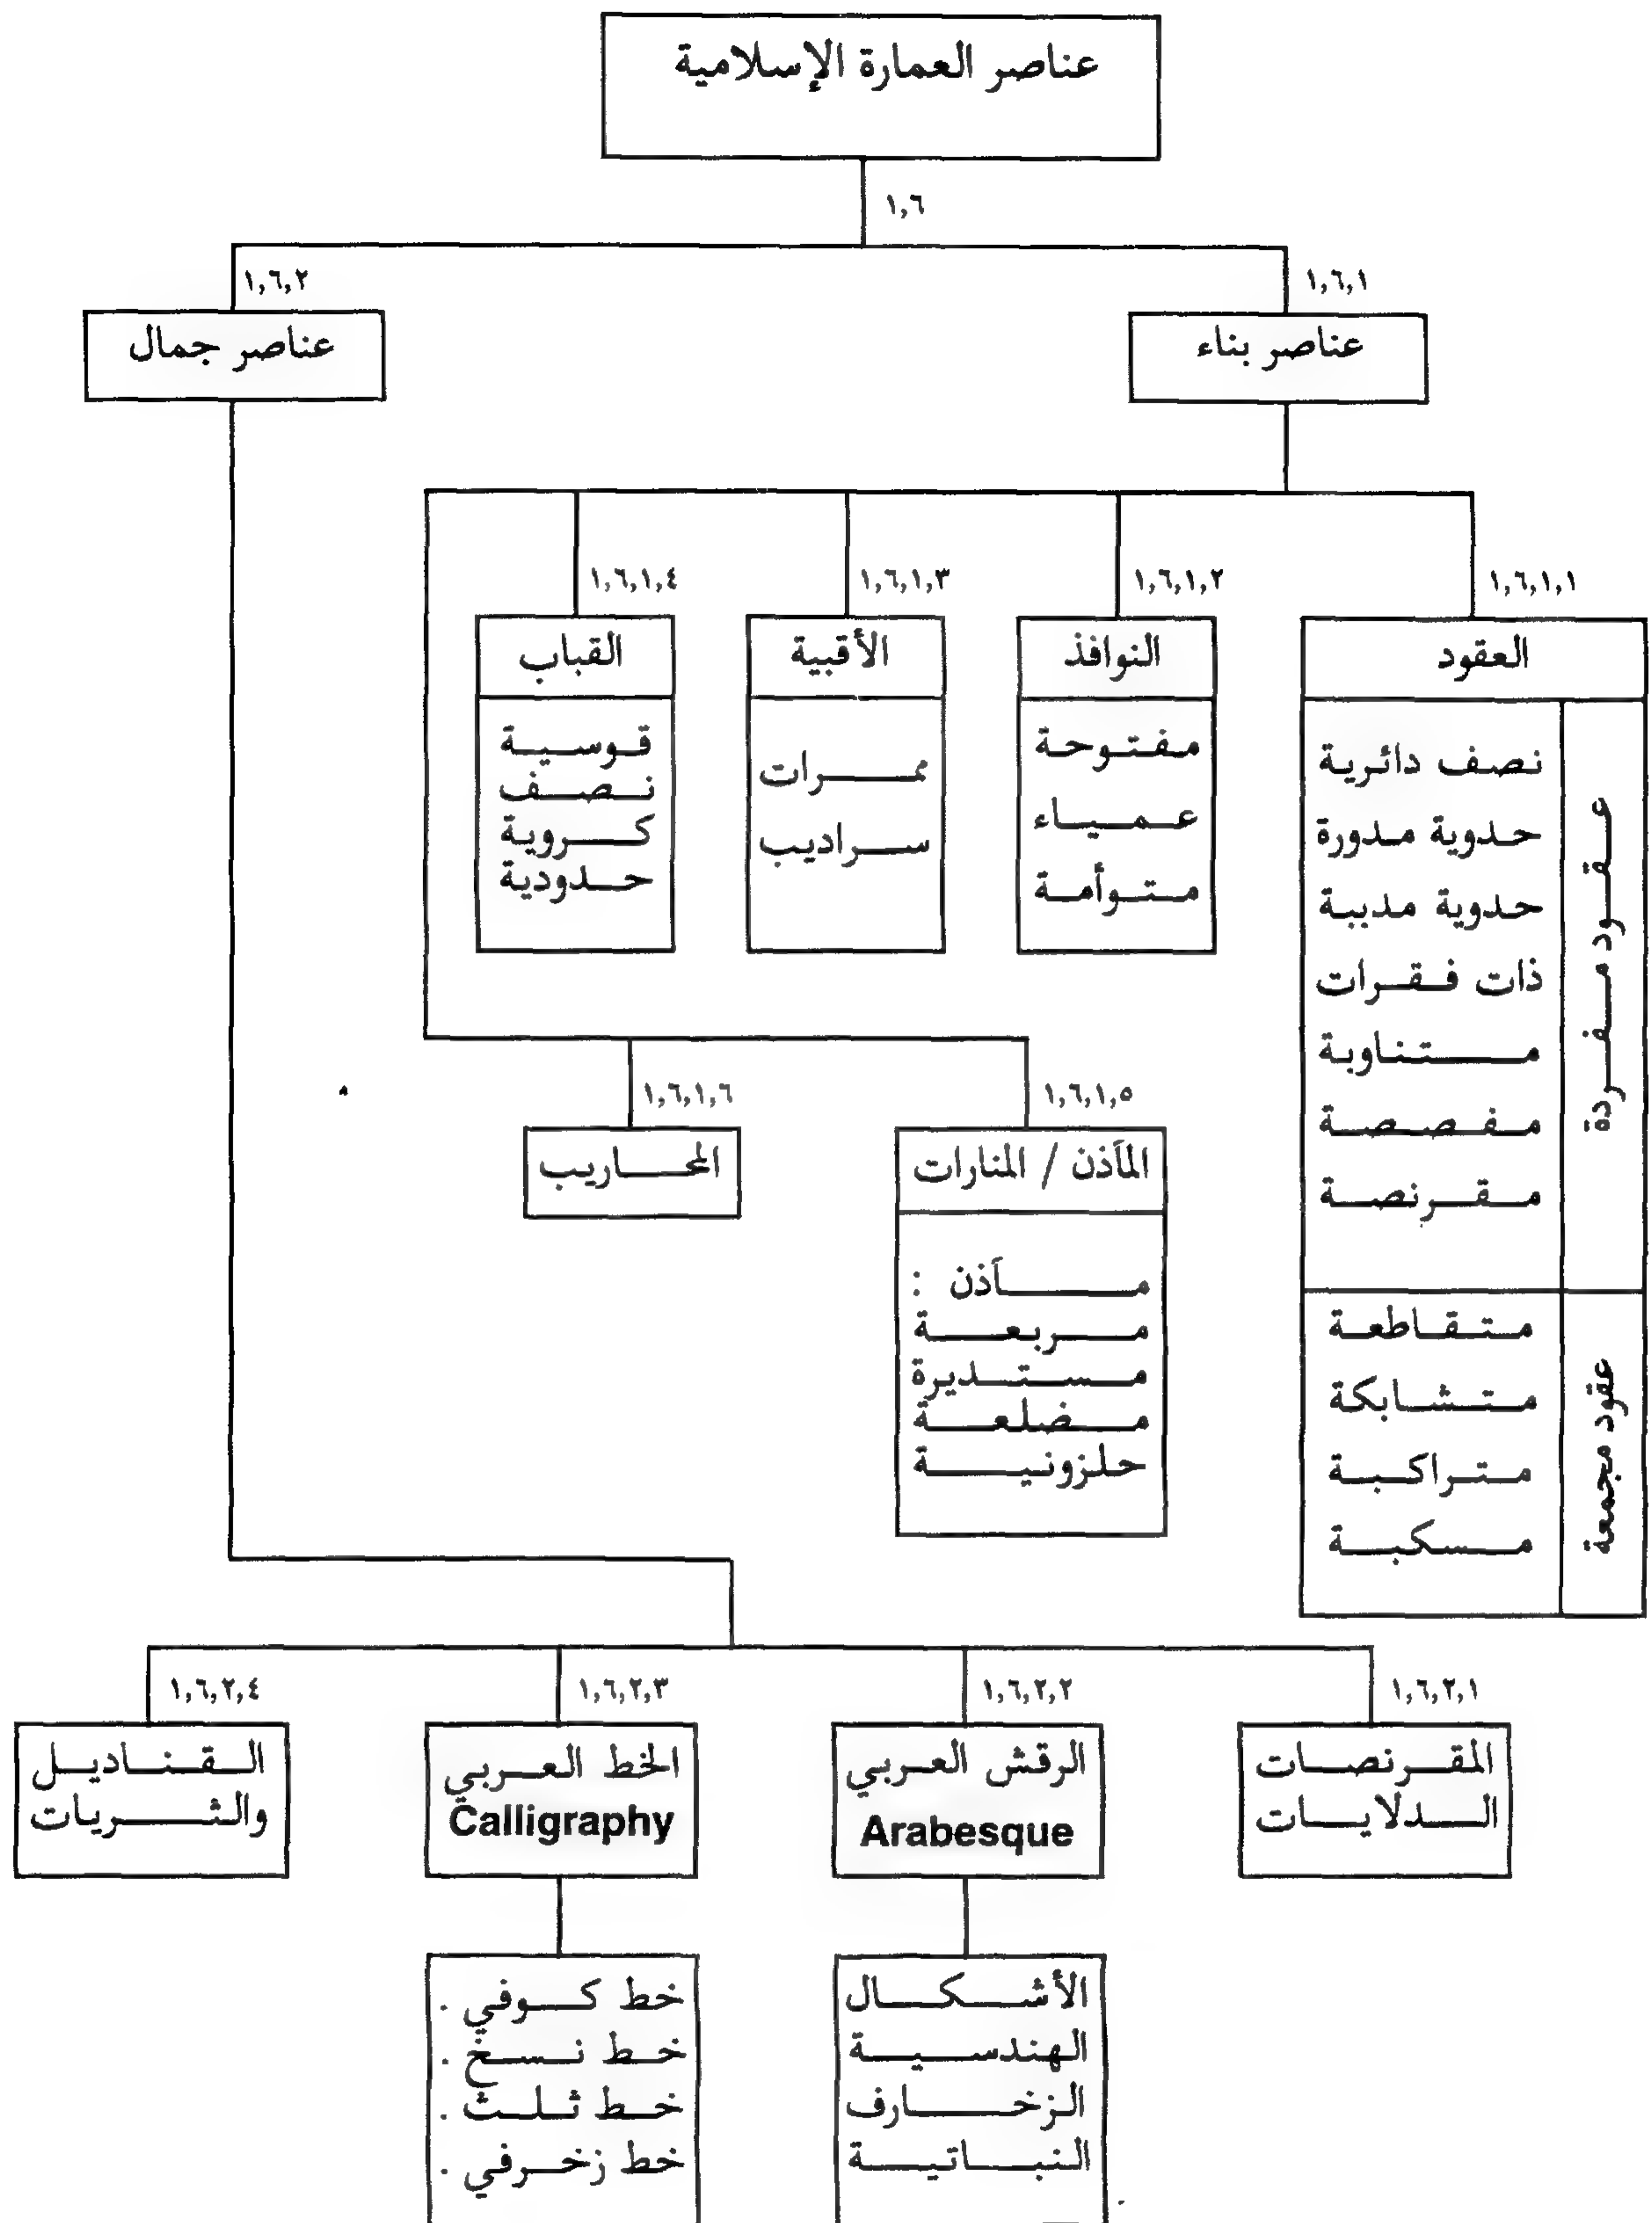 عناصر العمارة الإسلامية
١,٦
١,٦,١
١,٦,٢
عناصر بناء
عناصر جمال
١,٦,١,١
١,٦,١,٢
١,٦,١,٣
١,٦,١,٤
العقود
عقود مفردة
نصف دائرية
حدوية مدورة
حدوية مدببة
ذات فقرات
متناوبة
مفصصة
مقرنصة
عقود مجمعة
متقاطعة
متشابكة
متراكبة
مسكبة
النوافذ
مفتوحة
عمياء
متوأمة
الأقبية
ممرات
سراديب
القباب
قوسية
نصف
كروية
حدودية
١,٦,١,٥
١,٦,١,٦
المآذن / المنارات
مآذن :
مربعة
مستديرة
مضلعة
حلزونية
المحاريب
١,٦,٢,١
١,٦,٢,٢
١,٦,٢,٣
١,٦,٢,٤
المقرنصات
الدلايات
الرقش العربي
Arabesque
الأشكال
الهندسية
الزخارف
النباتية
الخط العربي
Calligraphy
خط كوفي .
خط نسخ .
خط ثلث .
خط زخرفي .
القناديل
والثريات